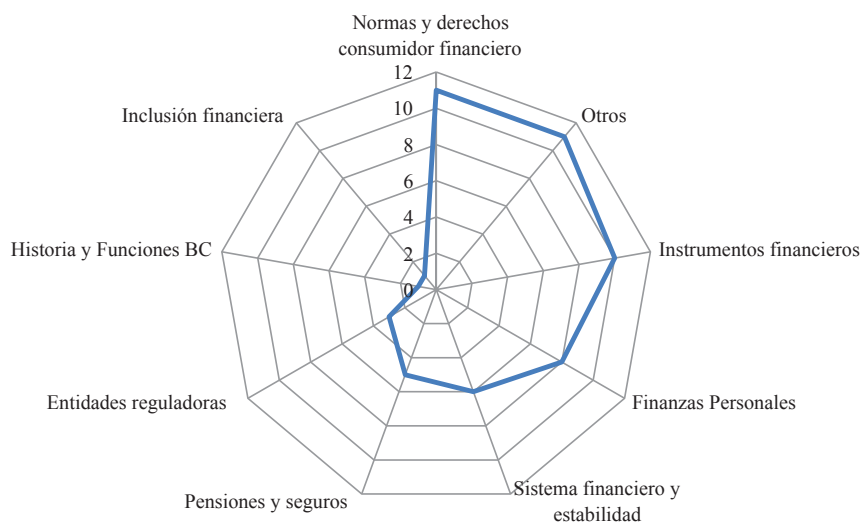 Normas y derechos
consumidor financiero
12
10
8
6
4
2
0
Otros
Instrumentos financieros
Finanzas Personales
Sistema financiero y
estabilidad
Pensiones y seguros
Entidades reguladoras
Historia y Funciones BC
Inclusión financiera